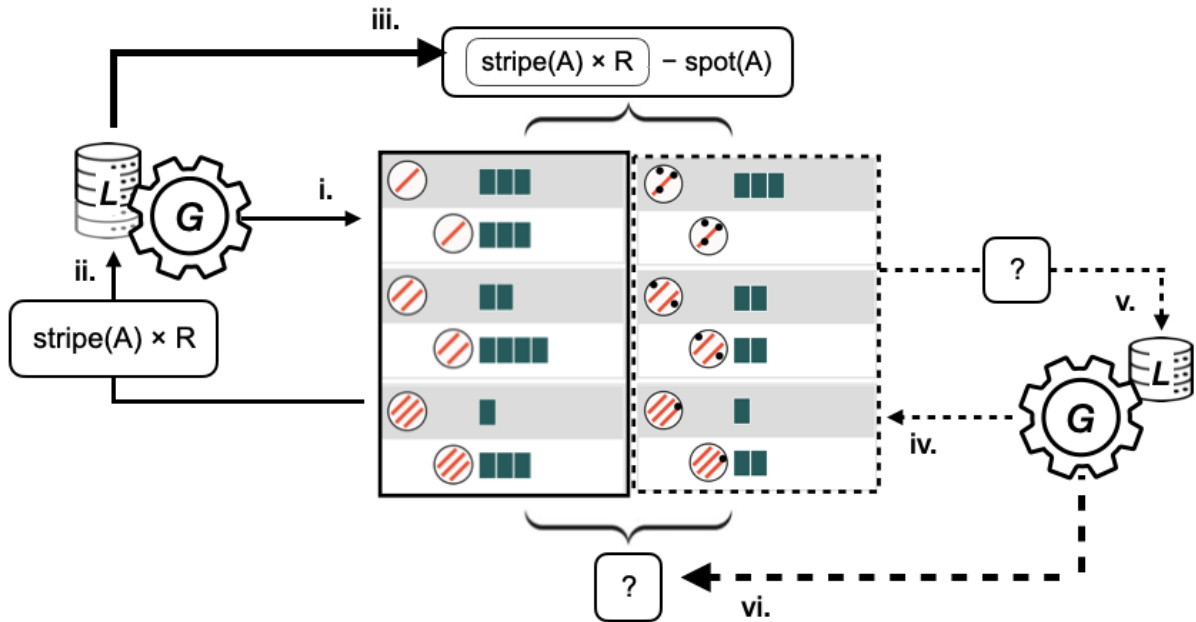 iii.
stripe(A) × R − spot(A)
L
G
i.
ii.
stripe(A) × R
?
v.
L
G
iv.
?
vi.